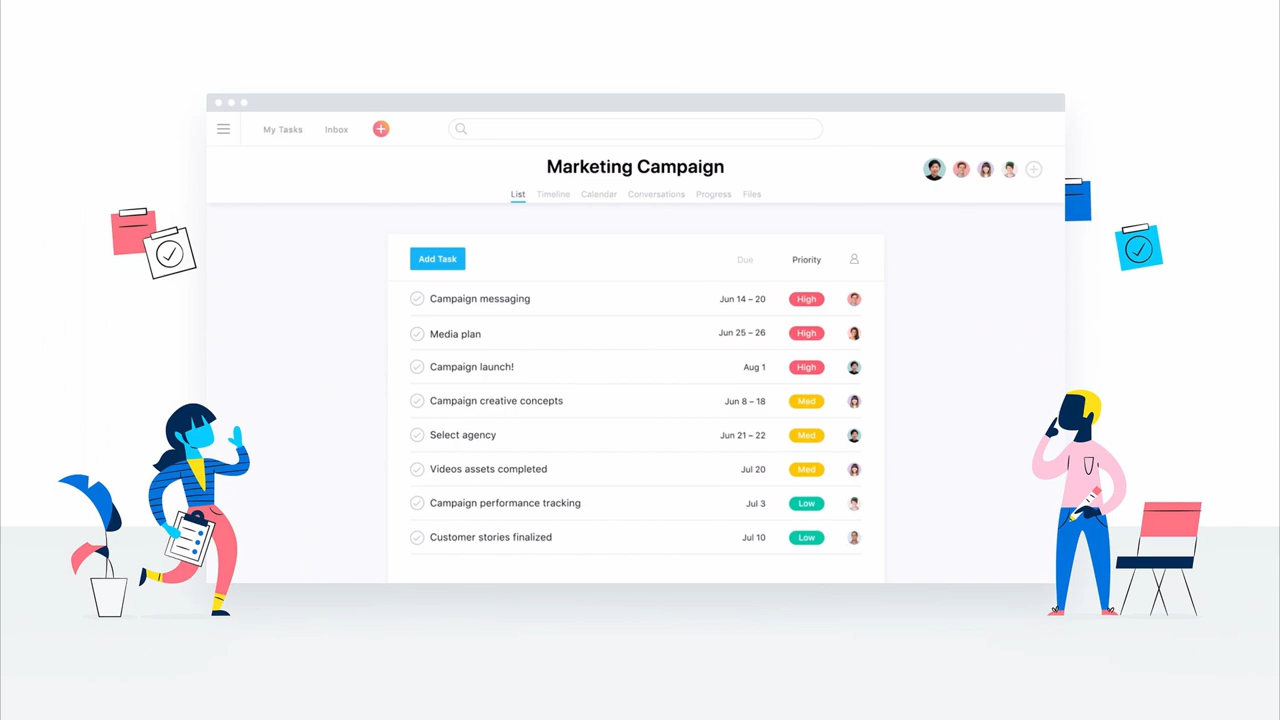 My Tasks Inbox
Marketing Campaign
List Timeline Calendar Conversations Progress Files
Add Task Due Priority
Campaign messaging Jun 14 – 20 High
Media plan Jun 25 – 26 High
Campaign launch! Aug 1 High
Campaign creative concepts Jun 8 – 18 Med
Select agency Jun 21 – 22 Med
Videos assets completed Jul 20 Med
Campaign performance tracking Jul 3 Low
Customer stories finalized Jul 10 Low